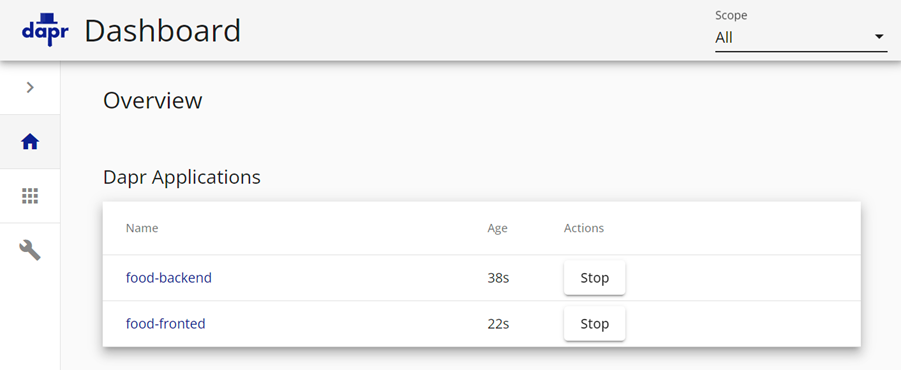 dapr Dashboard
Scope
All
Overview
Dapr Applications
Name Age Actions
food-backend 38s Stop
food-fronted 22s Stop